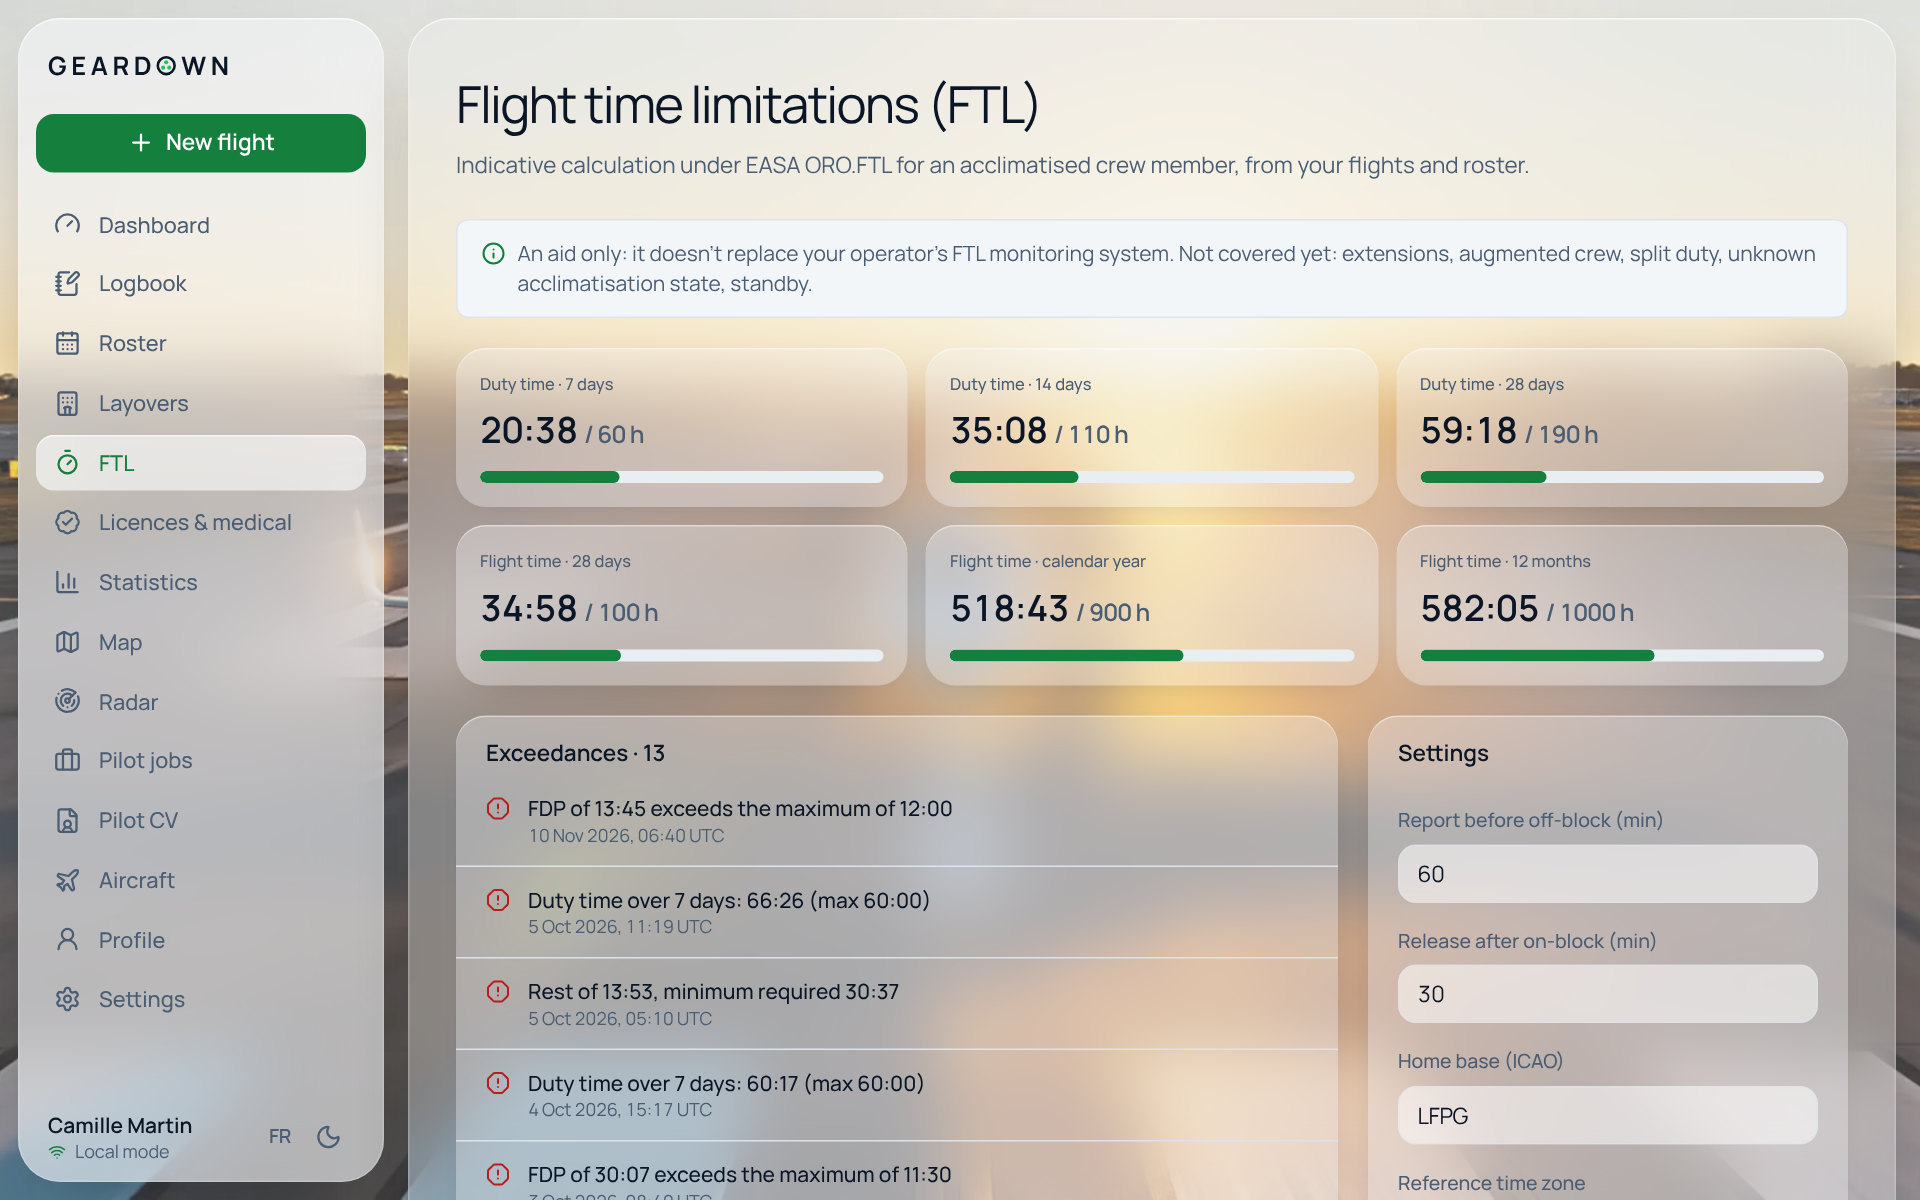 GEARDOWN
New flight
Dashboard
Logbook
Roster
Layovers
FTL
Licences & medical
Statistics
Map
Radar
Pilot jobs
Pilot CV
Aircraft
Profile
Settings
Camille Martin
Local mode
FR
Flight time limitations (FTL)
Indicative calculation under EASA ORO.FTL for an acclimatised crew member, from your flights and roster.
An aid only: it doesn't replace your operator's FTL monitoring system. Not covered yet: extensions, augmented crew, split duty, unknown
acclimatisation state, standby.
Duty time · 7 days
20:38 / 60 h
Duty time · 14 days
35:08 / 110 h
Duty time · 28 days
59:18 / 190 h
Flight time · 28 days
34:58 / 100 h
Flight time · calendar year
518:43 / 900 h
Flight time · 12 months
582:05 / 1000 h
Exceedances · 13
FDP of 13:45 exceeds the maximum of 12:00
10 Nov 2026, 06:40 UTC
Duty time over 7 days: 66:26 (max 60:00)
5 Oct 2026, 11:19 UTC
Rest of 13:53, minimum required 30:37
5 Oct 2026, 05:10 UTC
Duty time over 7 days: 60:17 (max 60:00)
4 Oct 2026, 15:17 UTC
FDP of 30:07 exceeds the maximum of 11:30
Settings
Report before off-block (min)
60
Release after on-block (min)
30
Home base (ICAO)
LFPG
Reference time zone